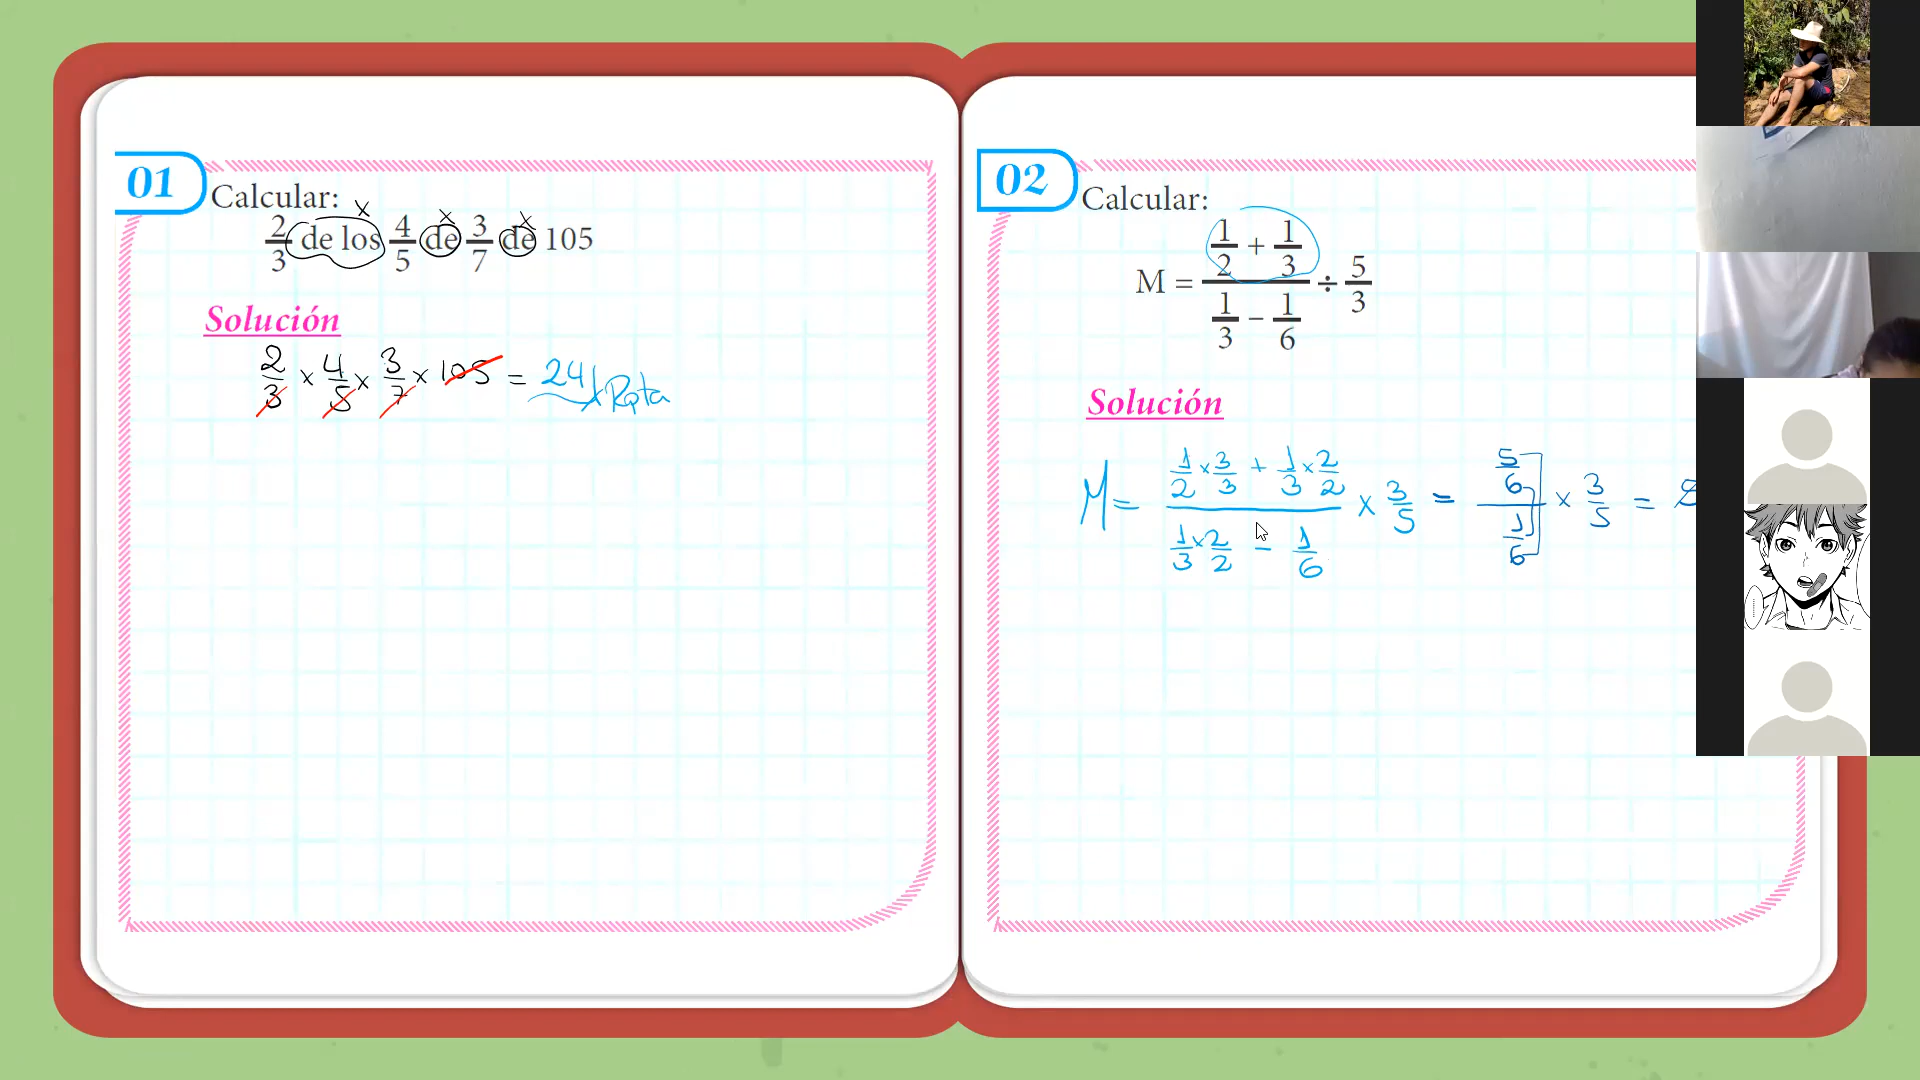 01
Calcular:
x x x
2/3 de los 4/5 de 3/7 de 105
Solución
2/3 x 4/5 x 3/7 x 105 = 24 Rpta
02
Calcular:
M = (1/2 + 1/3)/(1/3 − 1/6) ÷ 5/3
Solución
M = (1/2 x 3/3 + 1/3 x 2/2)/(1/3 x 2/2 − 1/6) x 3/5 = (5/6)/(1/6) x 3/5 =